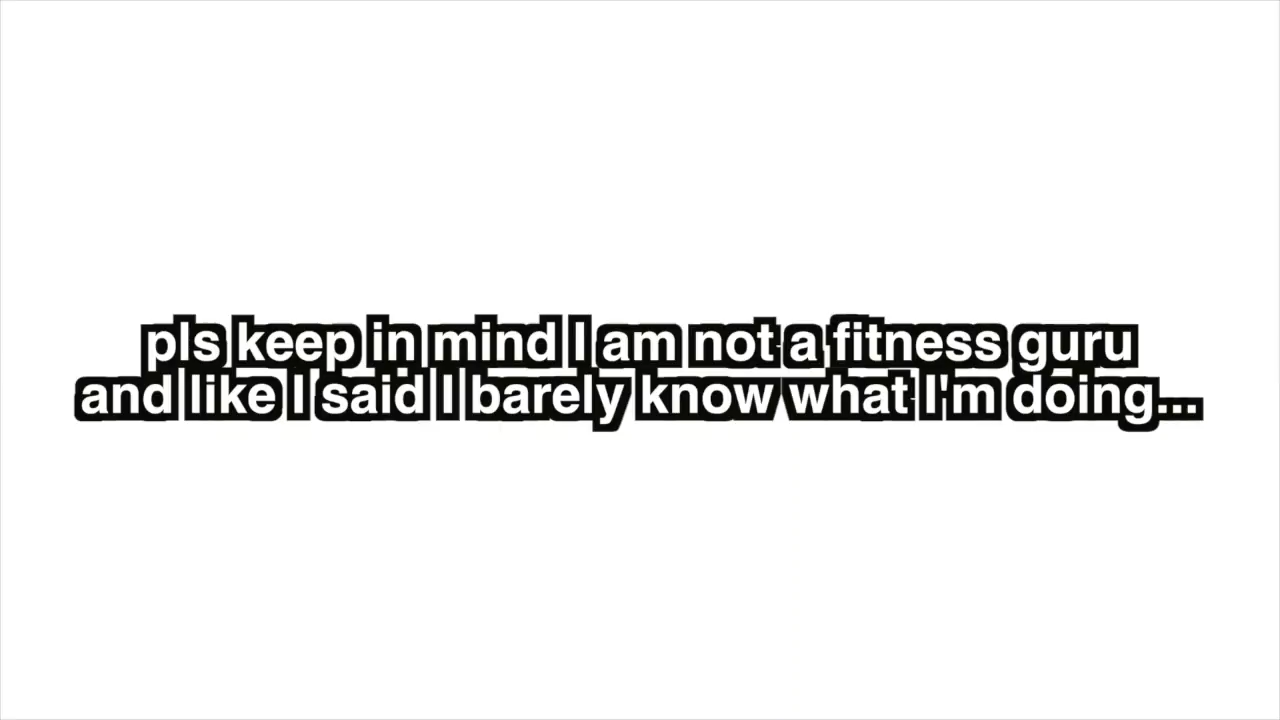 pls keep in mind I am not a fitness guru
and like I said I barely know what I'm doing...